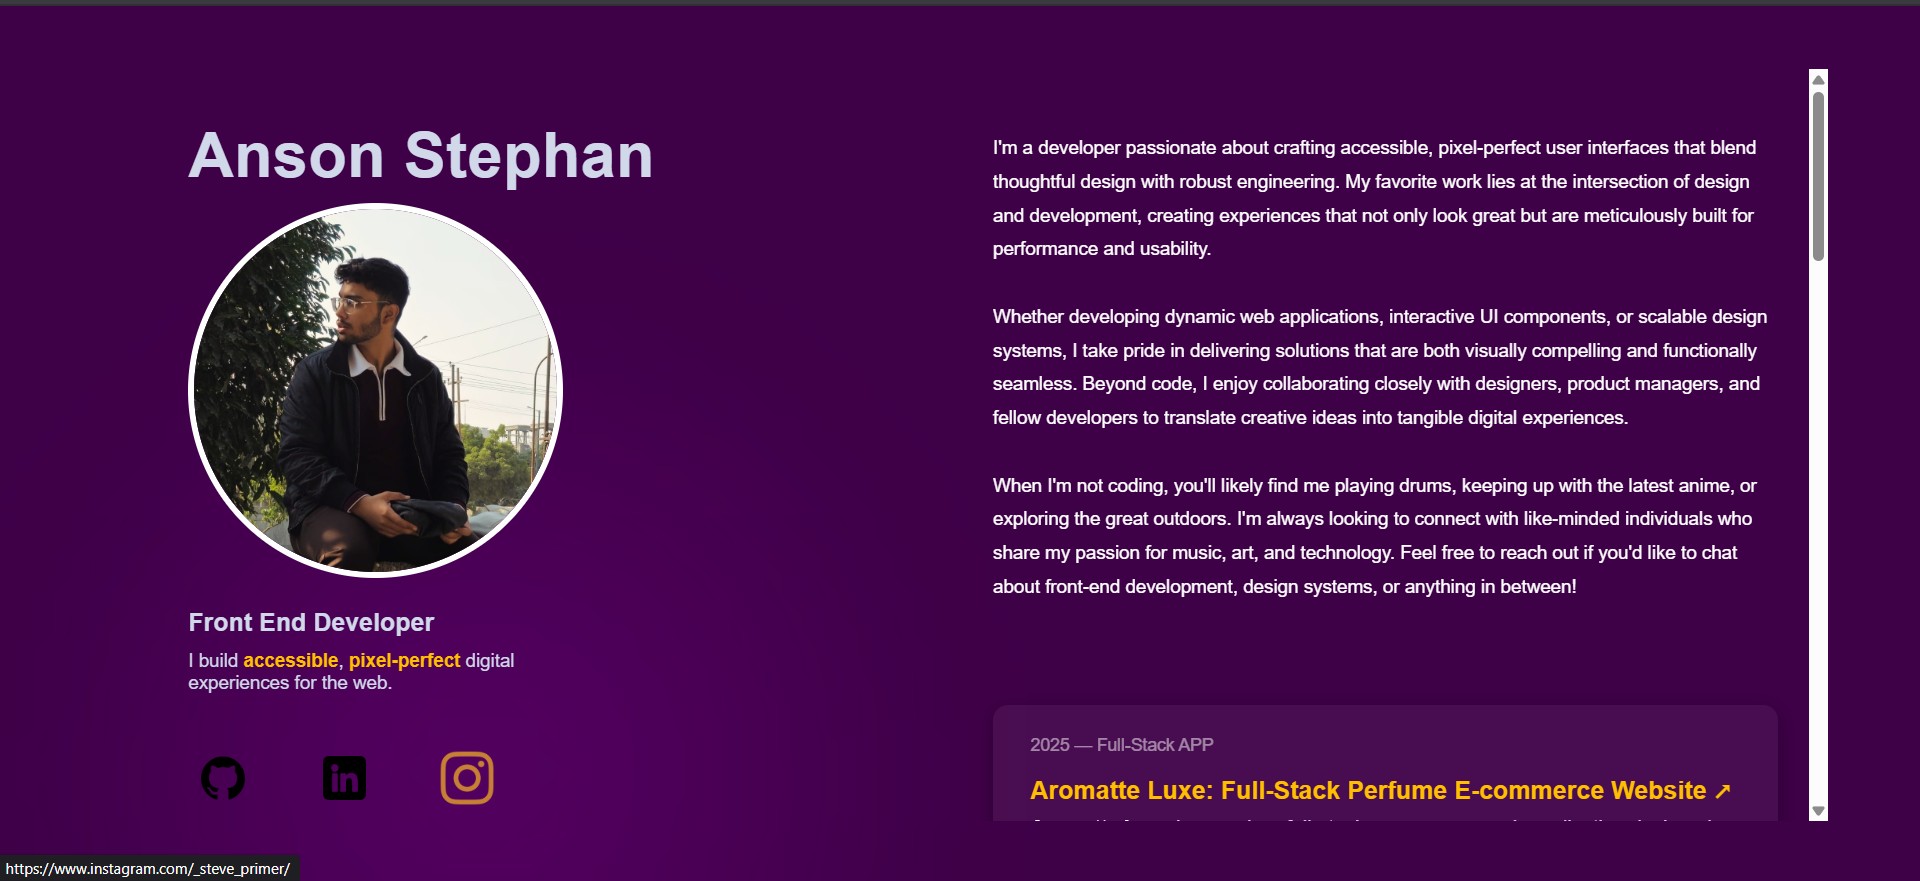 Anson Stephan
Front End Developer
I build accessible, pixel-perfect digital
experiences for the web.
in
I'm a developer passionate about crafting accessible, pixel-perfect user interfaces that blend
thoughtful design with robust engineering. My favorite work lies at the intersection of design
and development, creating experiences that not only look great but are meticulously built for
performance and usability.
Whether developing dynamic web applications, interactive UI components, or scalable design
systems, I take pride in delivering solutions that are both visually compelling and functionally
seamless. Beyond code, I enjoy collaborating closely with designers, product managers, and
fellow developers to translate creative ideas into tangible digital experiences.
When I'm not coding, you'll likely find me playing drums, keeping up with the latest anime, or
exploring the great outdoors. I'm always looking to connect with like-minded individuals who
share my passion for music, art, and technology. Feel free to reach out if you'd like to chat
about front-end development, design systems, or anything in between!
2025 — Full-Stack APP
Aromatte Luxe: Full-Stack Perfume E-commerce Website ↗
https://www.instagram.com/_steve_primer/